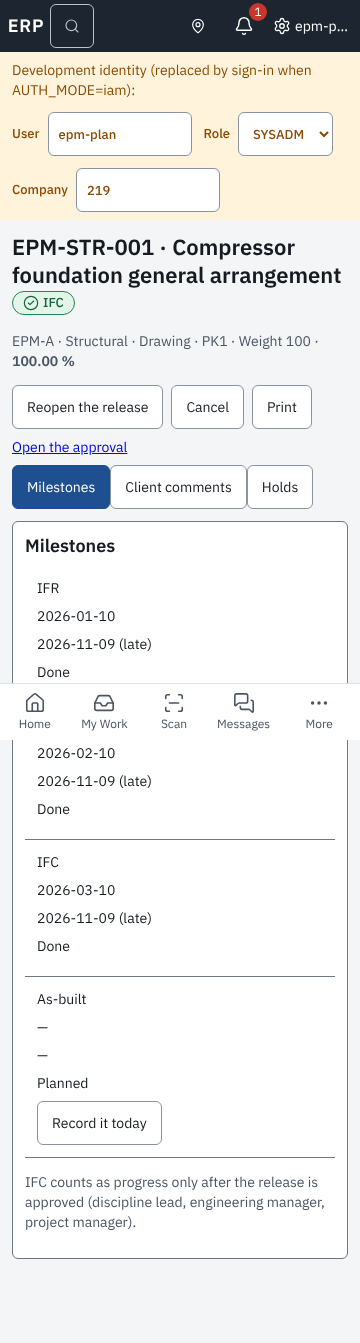 ERP
1
epm-p...
Development identity (replaced by sign-in when
AUTH_MODE=iam):
User epm-plan Role SYSADM
Company 219
EPM-STR-001 · Compressor
foundation general arrangement
IFC
EPM-A · Structural · Drawing · PK1 · Weight 100 ·
100.00 %
Reopen the release Cancel Print
Open the approval
Milestones Client comments Holds
Milestones
IFR
2026-01-10
2026-11-09 (late)
Done
Home My Work Scan Messages More
2026-02-10
2026-11-09 (late)
Done
IFC
2026-03-10
2026-11-09 (late)
Done
As-built
—
—
Planned
Record it today
IFC counts as progress only after the release is
approved (discipline lead, engineering manager,
project manager).